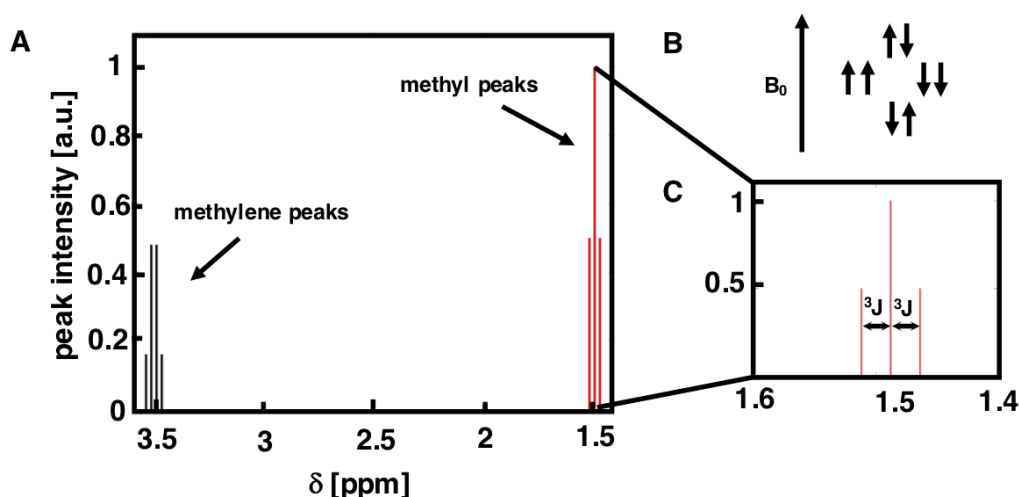 A
peak intensity [a.u.]
1
0.8
0.6
0.4
0.2
0
methylene peaks
methyl peaks
3.5
3
2.5
2
1.5
δ [ppm]
B
B₀
C
1
0.5
³J
³J
1.6
1.5
1.4